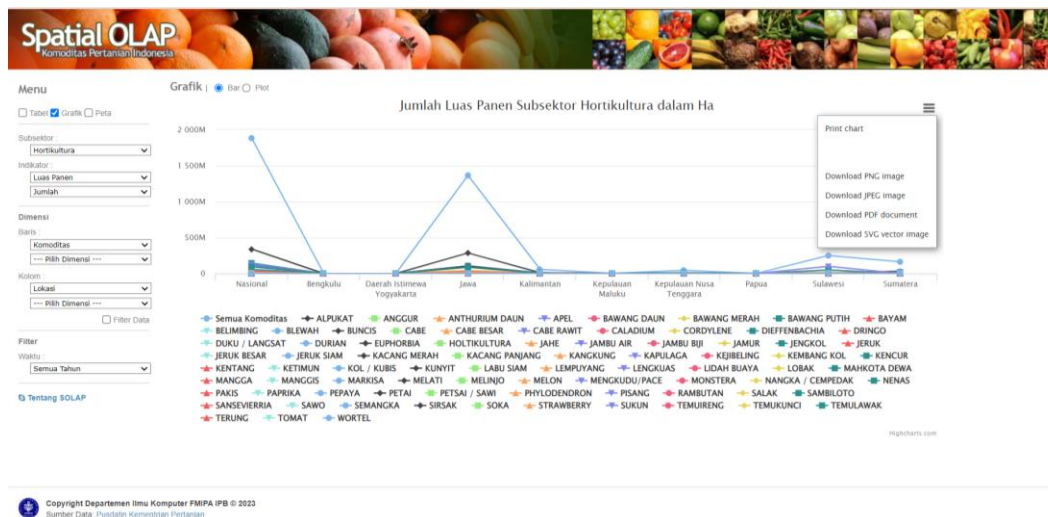 Spatial OLAP
Komoditas Pertanian Indonesia
Menu
Tabel Grafik Peta
Subsektor :
Hortikultura
Indikator :
Luas Panen
Jumlah
Dimensi
Baris :
Komoditas
--- Pilih Dimensi ---
Kolom :
Lokasi
--- Pilih Dimensi ---
Filter Data
Filter
Waktu :
Semua Tahun
Tentang SOLAP
Grafik | Bar Plot
Jumlah Luas Panen Subsektor Hortikultura dalam Ha
Print chart
Download PNG image
Download JPEG image
Download PDF document
Download SVG vector image
2 000M
1 500M
1 000M
500M
0
Nasional Bengkulu Daerah Istimewa Yogyakarta Jawa Kalimantan Kepulauan Maluku Kepulauan Nusa Tenggara Papua Sulawesi Sumatera
Semua Komoditas ALPUKAT ANGGUR ANTHURIUM DAUN APEL BAWANG DAUN BAWANG MERAH BAWANG PUTIH BAYAM
BELIMBING BLEWAH BUNCIS CABE CABE BESAR CABE RAWIT CALADIUM CORDYLENE DIEFFENBACHIA DRINGO
DUKU / LANGSAT DURIAN EUPHORBIA HOLTIKULTURA JAHE JAMBU AIR JAMBU BIJI JAMUR JENGKOL JERUK
JERUK BESAR JERUK SIAM KACANG MERAH KACANG PANJANG KANGKUNG KAPULAGA KEJIBELING KEMBANG KOL KENCUR
KENTANG KETIMUN KOL / KUBIS KUNYIT LABU SIAM LEMPUYANG LENGKUAS LIDAH BUAYA LOBAK MAHKOTA DEWA
MANGGA MANGGIS MARKISA MELATI MELINJO MELON MENGKUDU/PACE MONSTERA NANGKA / CEMPEDAK NENAS
PAKIS PAPRIKA PEPAYA PETAI PETSAI / SAWI PHYLODENDRON PISANG RAMBUTAN SALAK SAMBILOTO
SANSEVIERRIA SAWO SEMANGKA SIRSAK SOKA STRAWBERRY SUKUN TEMUIRENG TEMUKUNCI TEMULAWAK
TERUNG TOMAT WORTEL
Highcharts.com
Copyright Departemen Ilmu Komputer FMIPA IPB © 2023
Sumber Data: Pusdatin Kementrian Pertanian